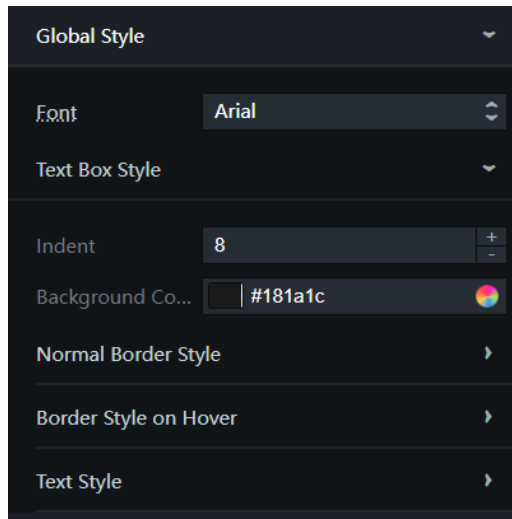 Global Style
Font Arial
Text Box Style
Indent 8 + -
Background Co... #181a1c
Normal Border Style
Border Style on Hover
Text Style